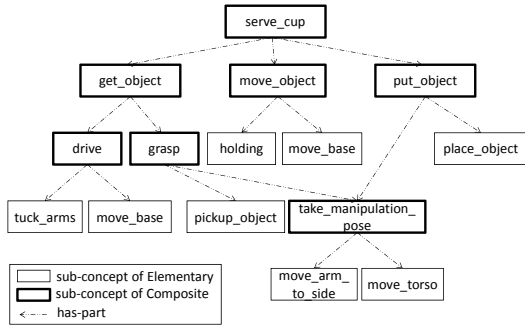 serve_cup
get_object move_object put_object
drive grasp holding move_base place_object
tuck_arms move_base pickup_object take_manipulation_
pose
move_arm_
to_side
move_torso
sub-concept of Elementary
sub-concept of Composite
has-part